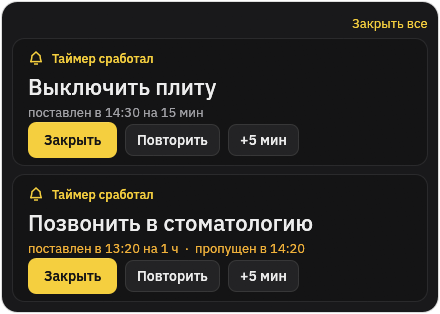 Закрыть все
Таймер сработал
Выключить плиту
поставлен в 14:30 на 15 мин
Закрыть Повторить +5 мин
Таймер сработал
Позвонить в стоматологию
поставлен в 13:20 на 1 ч · пропущен в 14:20
Закрыть Повторить +5 мин